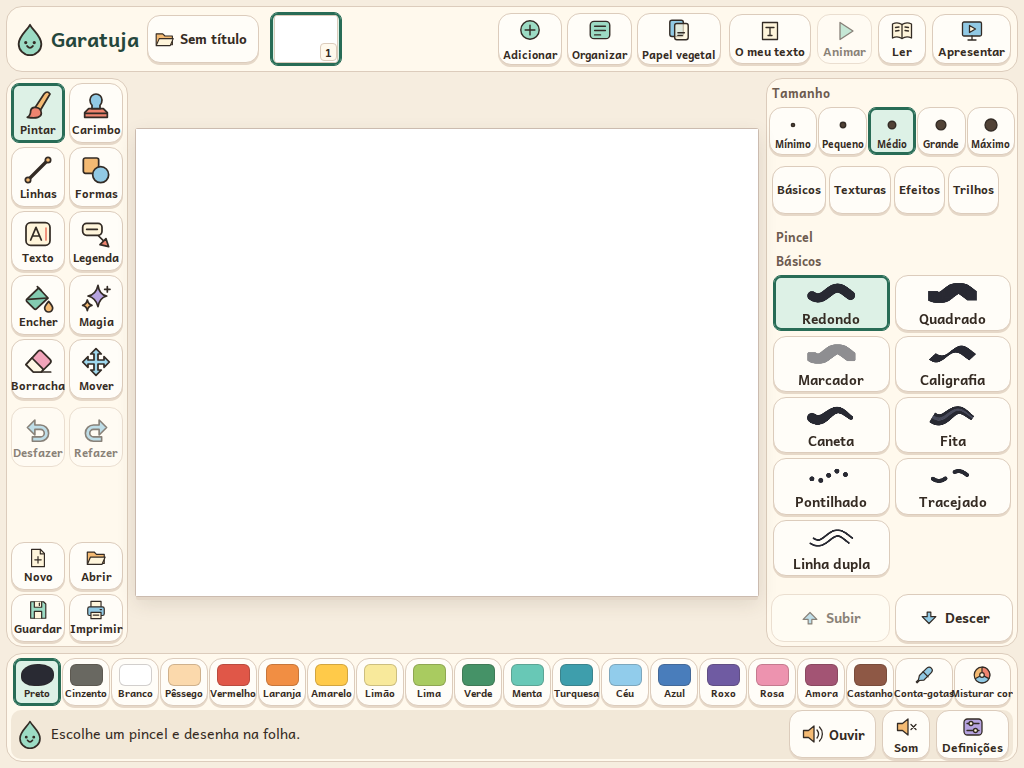 Garatuja
Sem título
1
Adicionar
Organizar
Papel vegetal
O meu texto
Animar
Ler
Apresentar
Pintar
Carimbo
Linhas
Formas
Texto
Legenda
Encher
Magia
Borracha
Mover
Desfazer
Refazer
Novo
Abrir
Guardar
Imprimir
Tamanho
Mínimo
Pequeno
Médio
Grande
Máximo
Básicos
Texturas
Efeitos
Trilhos
Pincel
Básicos
Redondo
Quadrado
Marcador
Caligrafia
Caneta
Fita
Pontilhado
Tracejado
Linha dupla
Subir
Descer
Preto
Cinzento
Branco
Pêssego
Vermelho
Laranja
Amarelo
Limão
Lima
Verde
Menta
Turquesa
Céu
Azul
Roxo
Rosa
Amora
Castanho
Conta-gotas
Misturar cor
Escolhe um pincel e desenha na folha.
Ouvir
Som
Definições